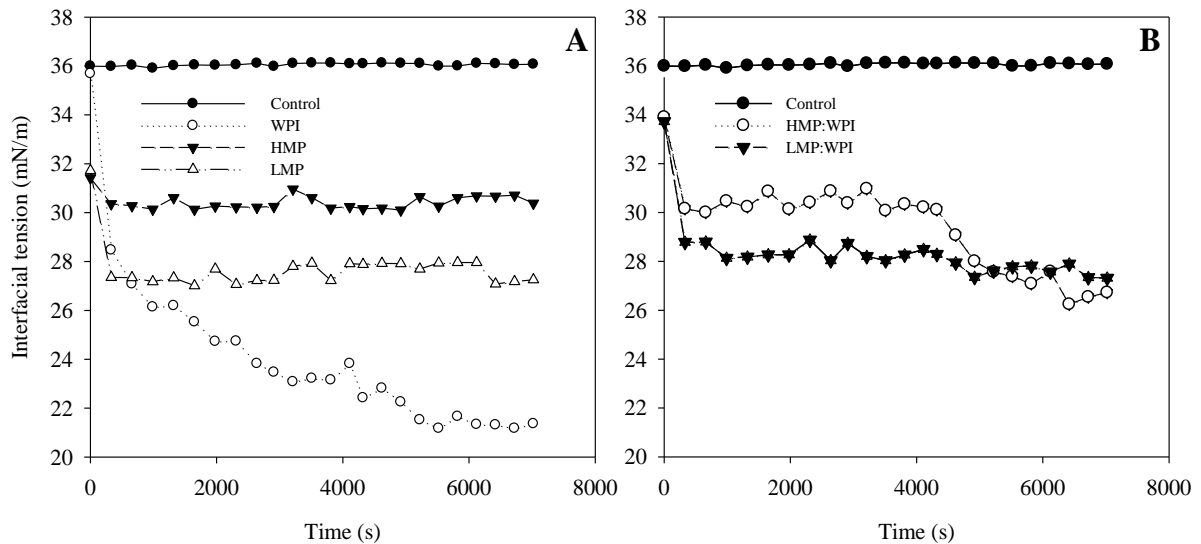 38
36
34
32
30
28
26
24
22
20
Interfacial tension (mN/m)
A
Control
WPI
HMP
LMP
0
2000
4000
6000
8000
Time (s)
38
36
34
32
30
28
26
24
22
20
B
Control
HMP:WPI
LMP:WPI
0
2000
4000
6000
8000
Time (s)